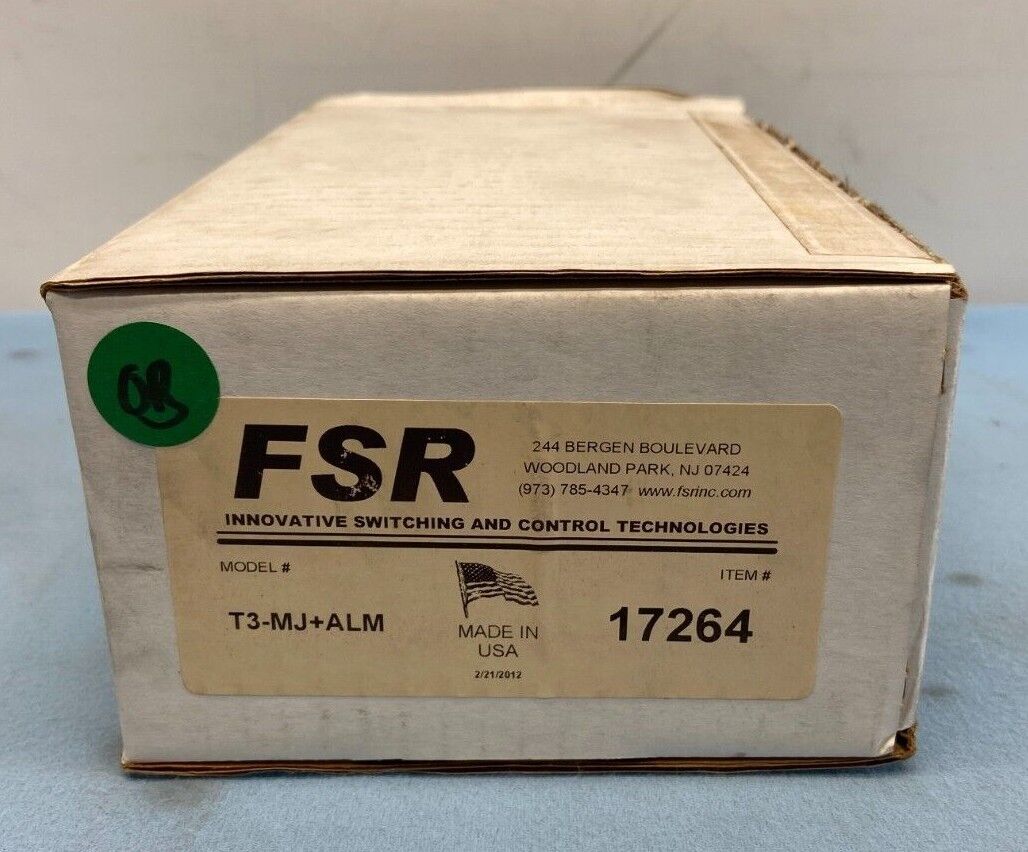 FSR
244 BERGEN BOULEVARD
WOODLAND PARK, NJ 07424
(973) 785-4347 www.fsrinc.com
INNOVATIVE SWITCHING AND CONTROL TECHNOLOGIES
MODEL #
ITEM #
T3-MJ+ALM
MADE IN
USA
17264
2/21/2012